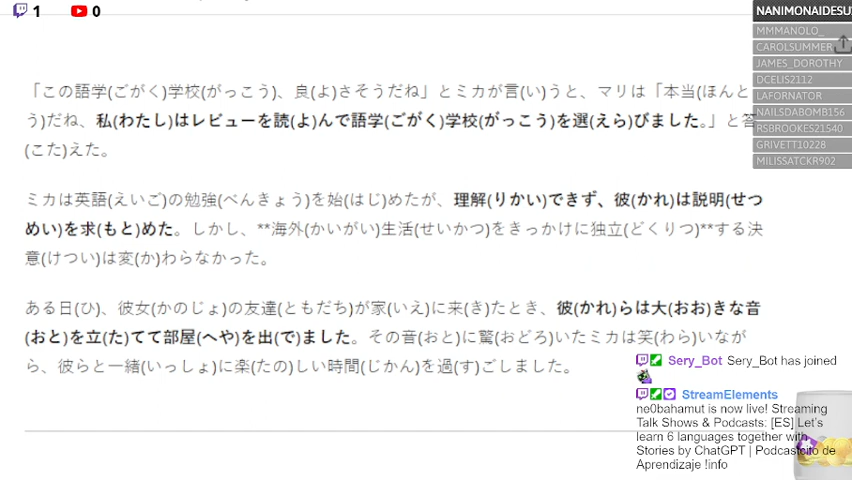 1 0
NANIMONAIDESU
MMMANOLO_
CAROLSUMMER
JAMES_DOROTHY
DCELIS2112
LAFORNATOR
NAILSDABOMB156
RSBROOKES21540
GRIVETT10228
MILISSATCKR902
「この語学(ごがく)学校(がっこう)、良(よ)さそうだね」とミカが言(い)うと、マリは「本当(ほんと
う)だね、私(わたし)はレビューを読(よ)んで語学(ごがく)学校(がっこう)を選(えら)びました。」と答
(こた)えた。
ミカは英語(えいご)の勉強(べんきょう)を始(はじ)めたが、理解(りかい)できず、彼(かれ)は説明(せつ
めい)を求(もと)めた。しかし、**海外(かいがい)生活(せいかつ)をきっかけに独立(どくりつ)**する決
意(けつい)は変(か)わらなかった。
ある日(ひ)、彼女(かのじょ)の友達(ともだち)が家(いえ)に来(き)たとき、彼(かれ)らは大(おお)きな音
(おと)を立(た)てて部屋(へや)を出(で)ました。その音(おと)に驚(おどろ)いたミカは笑(わら)いなが
ら、彼らと一緒(いっしょ)に楽(たの)しい時間(じかん)を過(す)ごしました。
Sery_Bot Sery_Bot has joined
StreamElements
ne0bahamut is now live! Streaming
Talk Shows & Podcasts: [ES] Let's
learn 6 languages together with
Stories by ChatGPT | Podcastcito de
Aprendizaje !info